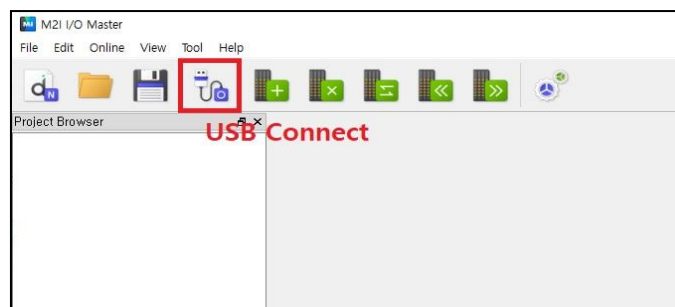 M2I I/O Master
File Edit Online View Tool Help
N
Project Browser
USB Connect